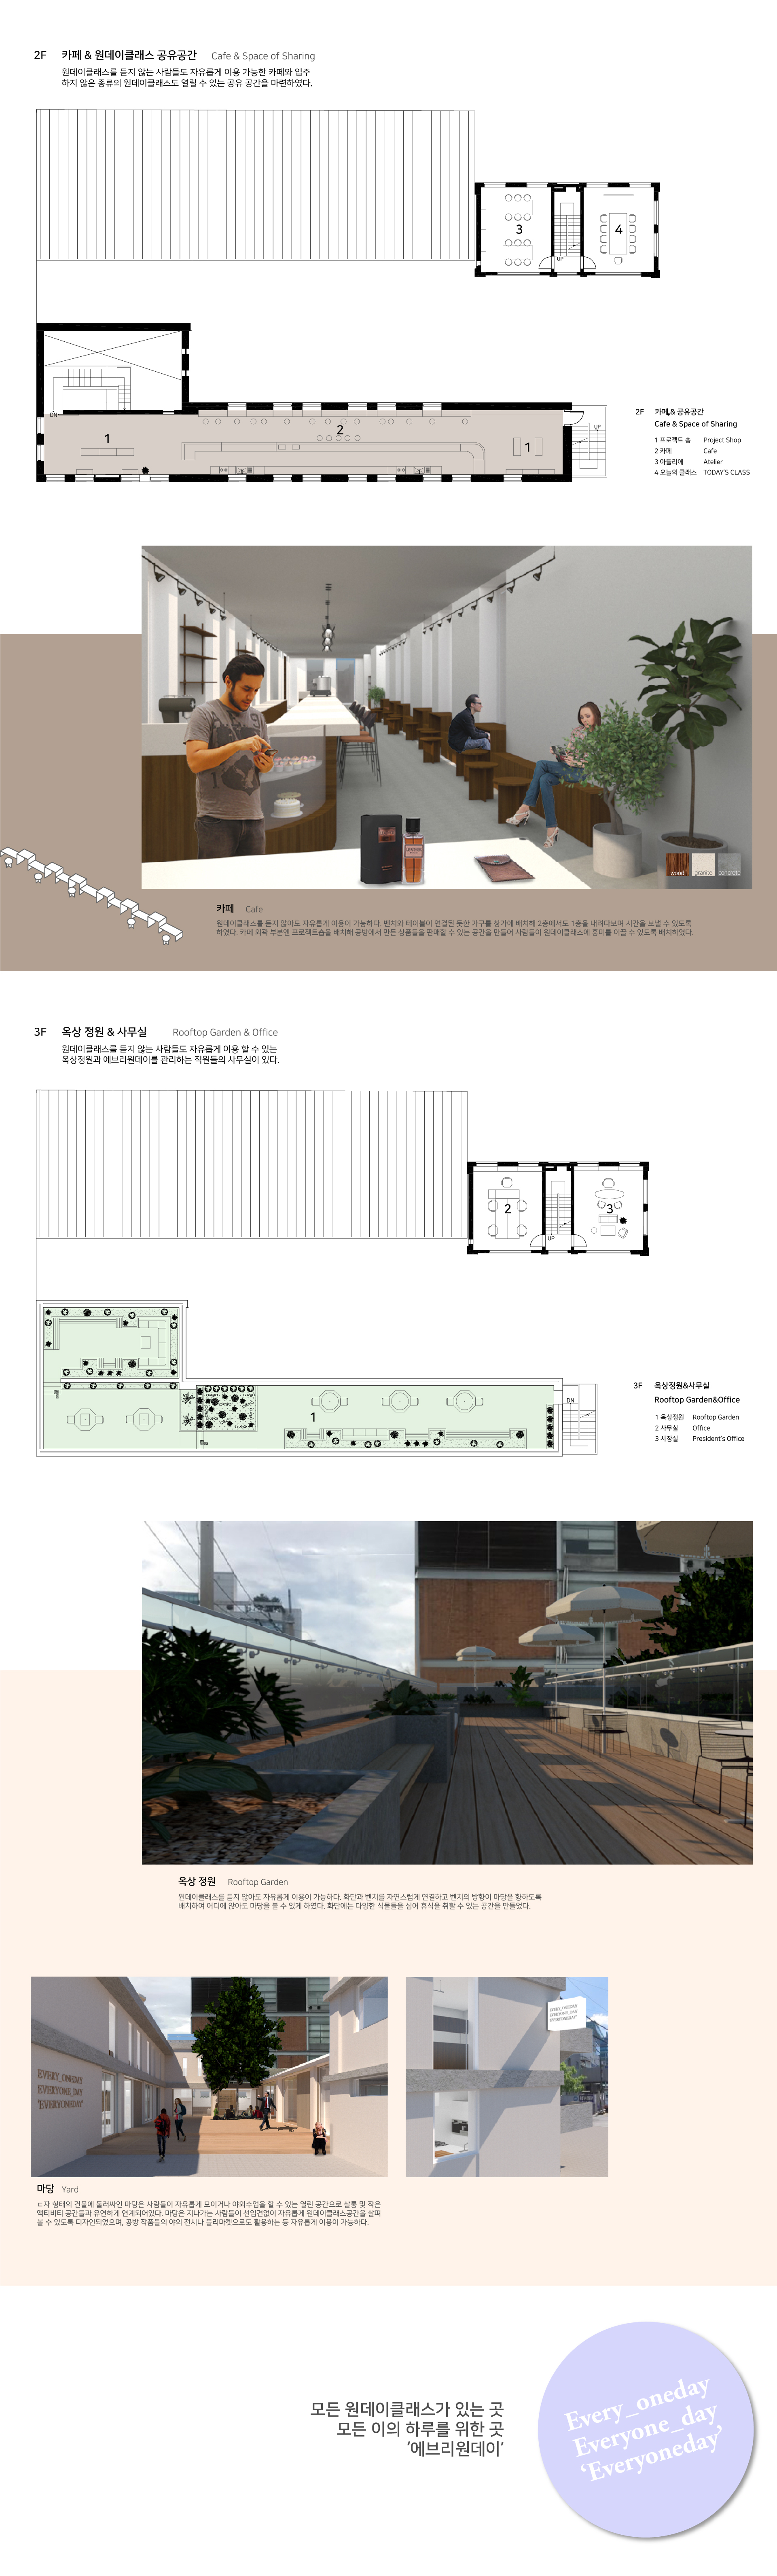 2F 카페 & 원데이클래스 공유공간 Cafe & Space of Sharing
원데이클래스를 듣지 않는 사람들도 자유롭게 이용 가능한 카페와 입주
하지 않은 종류의 원데이클래스도 열릴 수 있는 공유 공간을 마련하였다.
3
4
UP
DN
1
2
1
UP
2F 카페,& 공유공간
Cafe & Space of Sharing
1 프로젝트 숍 Project Shop
2 카페 Cafe
3 아틀리에 Atelier
4 오늘의 클래스 TODAY'S CLASS
wood granite concrete
카페 Cafe
원데이클래스를 듣지 않아도 자유롭게 이용이 가능하다. 벤치와 테이블이 연결된 듯한 가구를 창가에 배치해 2층에서도 1층을 내려다보며 시간을 보낼 수 있도록
하였다. 카페 외곽 부분엔 프로젝트숍을 배치해 공방에서 만든 상품들을 판매할 수 있는 공간을 만들어 사람들이 원데이클래스에 흥미를 이끌 수 있도록 배치하였다.
3F 옥상 정원 & 사무실 Rooftop Garden & Office
원데이클래스를 듣지 않는 사람들도 자유롭게 이용 할 수 있는
옥상정원과 에브리원데이를 관리하는 직원들의 사무실이 있다.
2
3
UP
1
DN
3F 옥상정원&사무실
Rooftop Garden&Office
1 옥상정원 Rooftop Garden
2 사무실 Office
3 사장실 President's Office
옥상 정원 Rooftop Garden
원데이클래스를 듣지 않아도 자유롭게 이용이 가능하다. 화단과 벤치를 자연스럽게 연결하고 벤치의 방향이 마당을 향하도록
배치하여 어디에 앉아도 마당을 볼 수 있게 하였다. 화단에는 다양한 식물들을 심어 휴식을 취할 수 있는 공간을 만들었다.
EVERY_ONEDAY
EVERYONE_DAY
'EVERYONEDAY'
EVERY_ONEDAY
EVERYONE_DAY
'EVERYONEDAY'
마당 Yard
ㄷ자 형태의 건물에 둘러싸인 마당은 사람들이 자유롭게 모이거나 야외수업을 할 수 있는 열린 공간으로 살롱 및 작은
액티비티 공간들과 유연하게 연계되어있다. 마당은 지나가는 사람들이 선입견없이 자유롭게 원데이클래스공간을 살펴
볼 수 있도록 디자인되었으며, 공방 작품들의 야외 전시나 플리마켓으로도 활용하는 등 자유롭게 이용이 가능하다.
모든 원데이클래스가 있는 곳
모든 이의 하루를 위한 곳
'에브리원데이'
Every_oneday
Everyone_day
'Everyoneday'